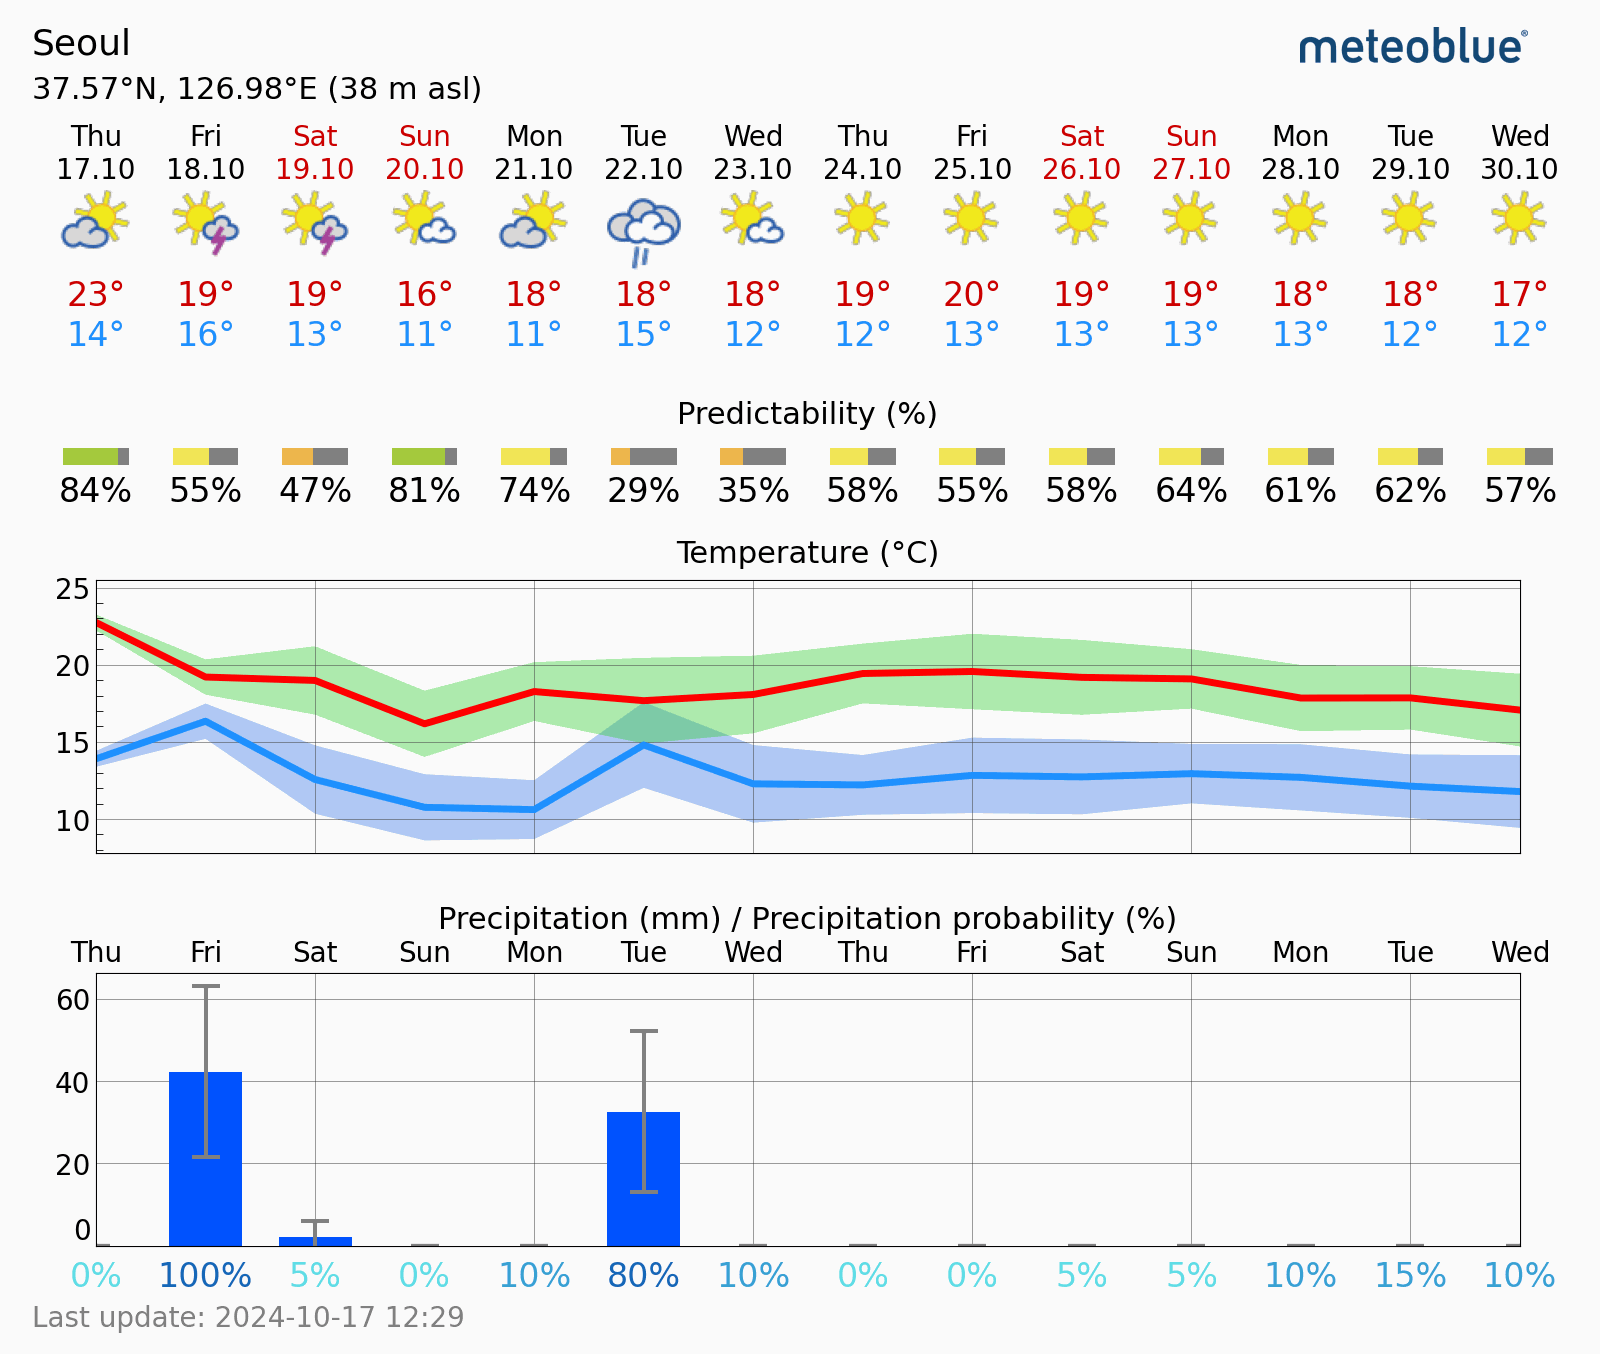 Seoul
meteoblue®
37.57°N, 126.98°E (38 m asl)
Thu Fri Sat Sun Mon Tue Wed Thu Fri Sat Sun Mon Tue Wed
17.10 18.10 19.10 20.10 21.10 22.10 23.10 24.10 25.10 26.10 27.10 28.10 29.10 30.10
23° 19° 19° 16° 18° 18° 18° 19° 20° 19° 19° 18° 18° 17°
14° 16° 13° 11° 11° 15° 12° 12° 13° 13° 13° 13° 12° 12°
Predictability (%)
84% 55% 47% 81% 74% 29% 35% 58% 55% 58% 64% 61% 62% 57%
Temperature (°C)
25
20
15
10
Precipitation (mm) / Precipitation probability (%)
Thu Fri Sat Sun Mon Tue Wed Thu Fri Sat Sun Mon Tue Wed
60
40
20
0
0% 100% 5% 0% 10% 80% 10% 0% 0% 5% 5% 10% 15% 10%
Last update: 2024-10-17 12:29